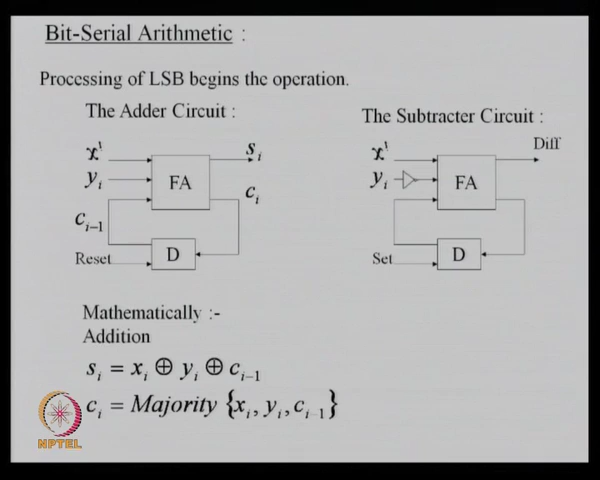 Bit-Serial Arithmetic :
Processing of LSB begins the operation.
The Adder Circuit :
The Subtracter Circuit :
xⁱ
yᵢ
FA
sᵢ
cᵢ
cᵢ₋₁
Reset
D
xⁱ
yᵢ
FA
Diff
Set
D
Mathematically :-
Addition
sᵢ = xᵢ ⊕ yᵢ ⊕ cᵢ₋₁
cᵢ = Majority {xᵢ, yᵢ, cᵢ₋₁}
NPTEL